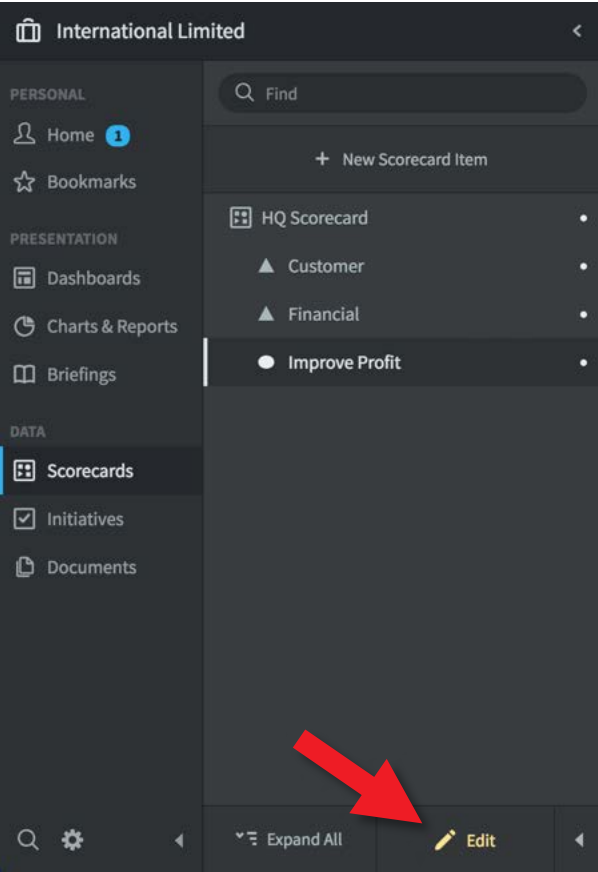 International Limited
PERSONAL
Home 1
Bookmarks
PRESENTATION
Dashboards
Charts & Reports
Briefings
DATA
Scorecards
Initiatives
Documents
Find
+ New Scorecard Item
HQ Scorecard
Customer
Financial
Improve Profit
Expand All
Edit